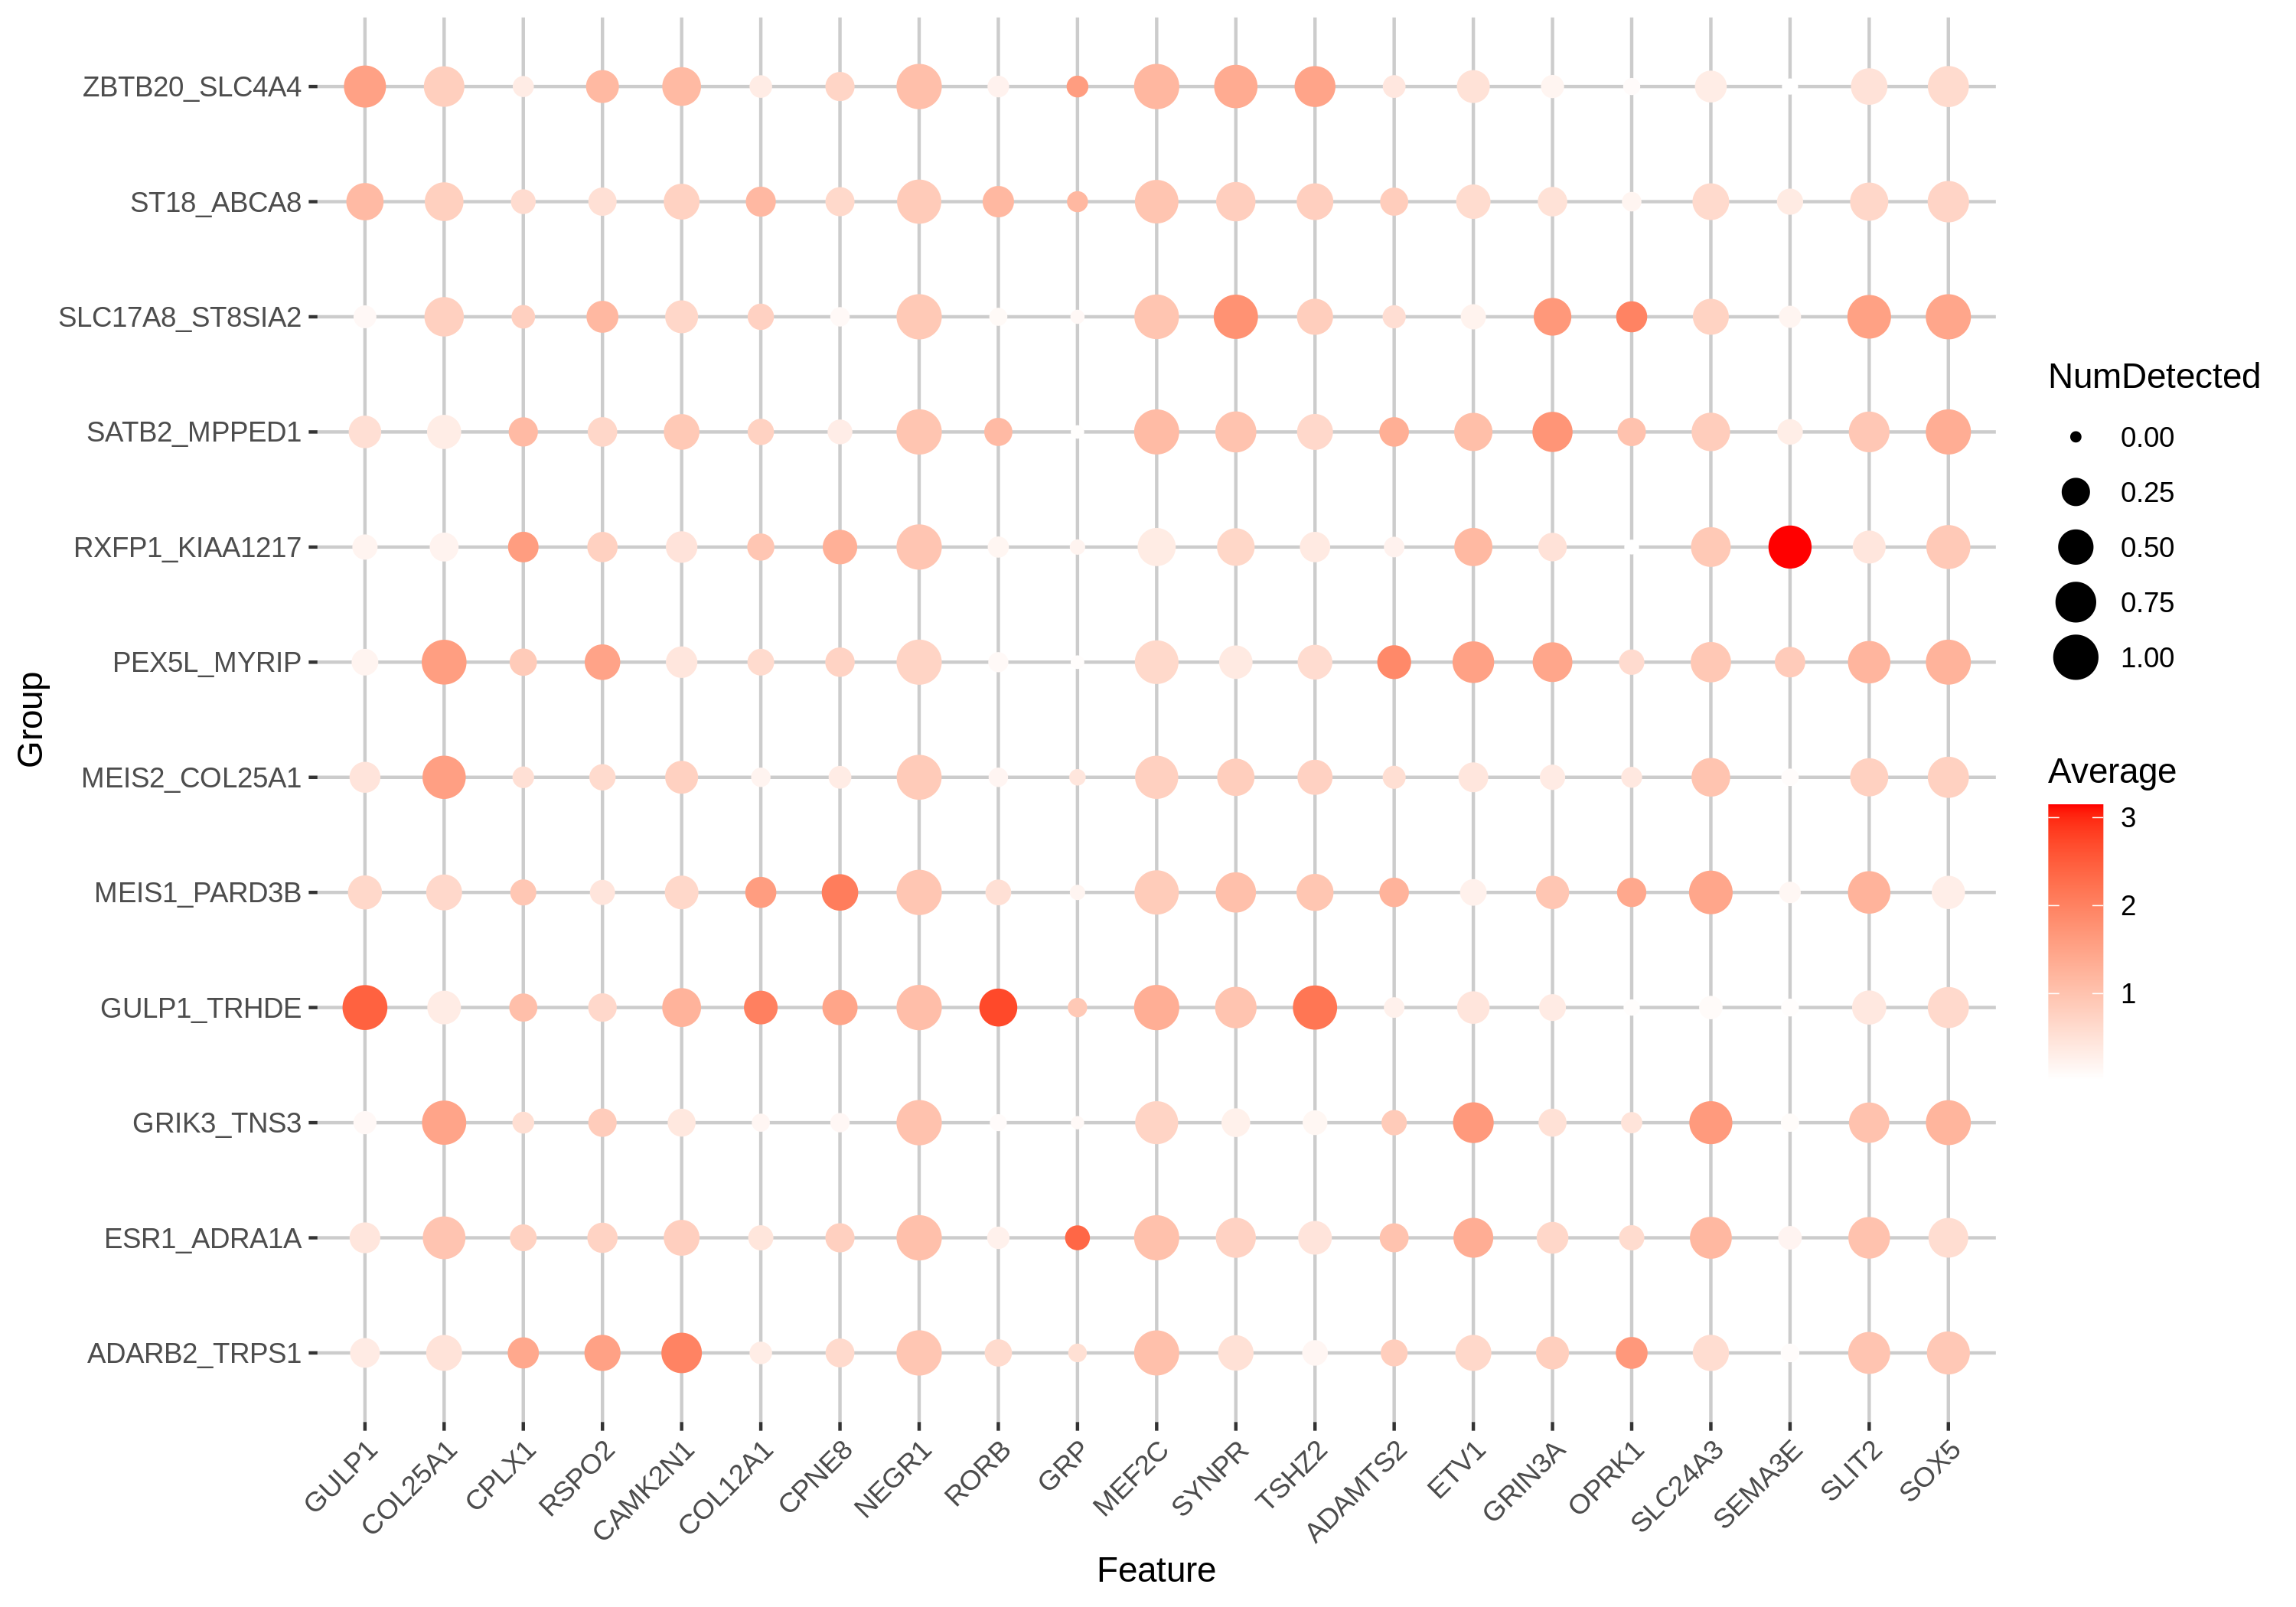 ZBTB20_SLC4A4
ST18_ABCA8
SLC17A8_ST8SIA2
SATB2_MPPED1
RXFP1_KIAA1217
PEX5L_MYRIP
MEIS2_COL25A1
MEIS1_PARD3B
GULP1_TRHDE
GRIK3_TNS3
ESR1_ADRA1A
ADARB2_TRPS1
Group
GULP1
COL25A1
CPLX1
RSPO2
CAMK2N1
COL12A1
CPNE8
NEGR1
RORB
GRP
MEF2C
SYNPR
TSHZ2
ADAMTS2
ETV1
GRIN3A
OPRK1
SLC24A3
SEMA3E
SLIT2
SOX5
Feature
NumDetected
0.00
0.25
0.50
0.75
1.00
Average
3
2
1